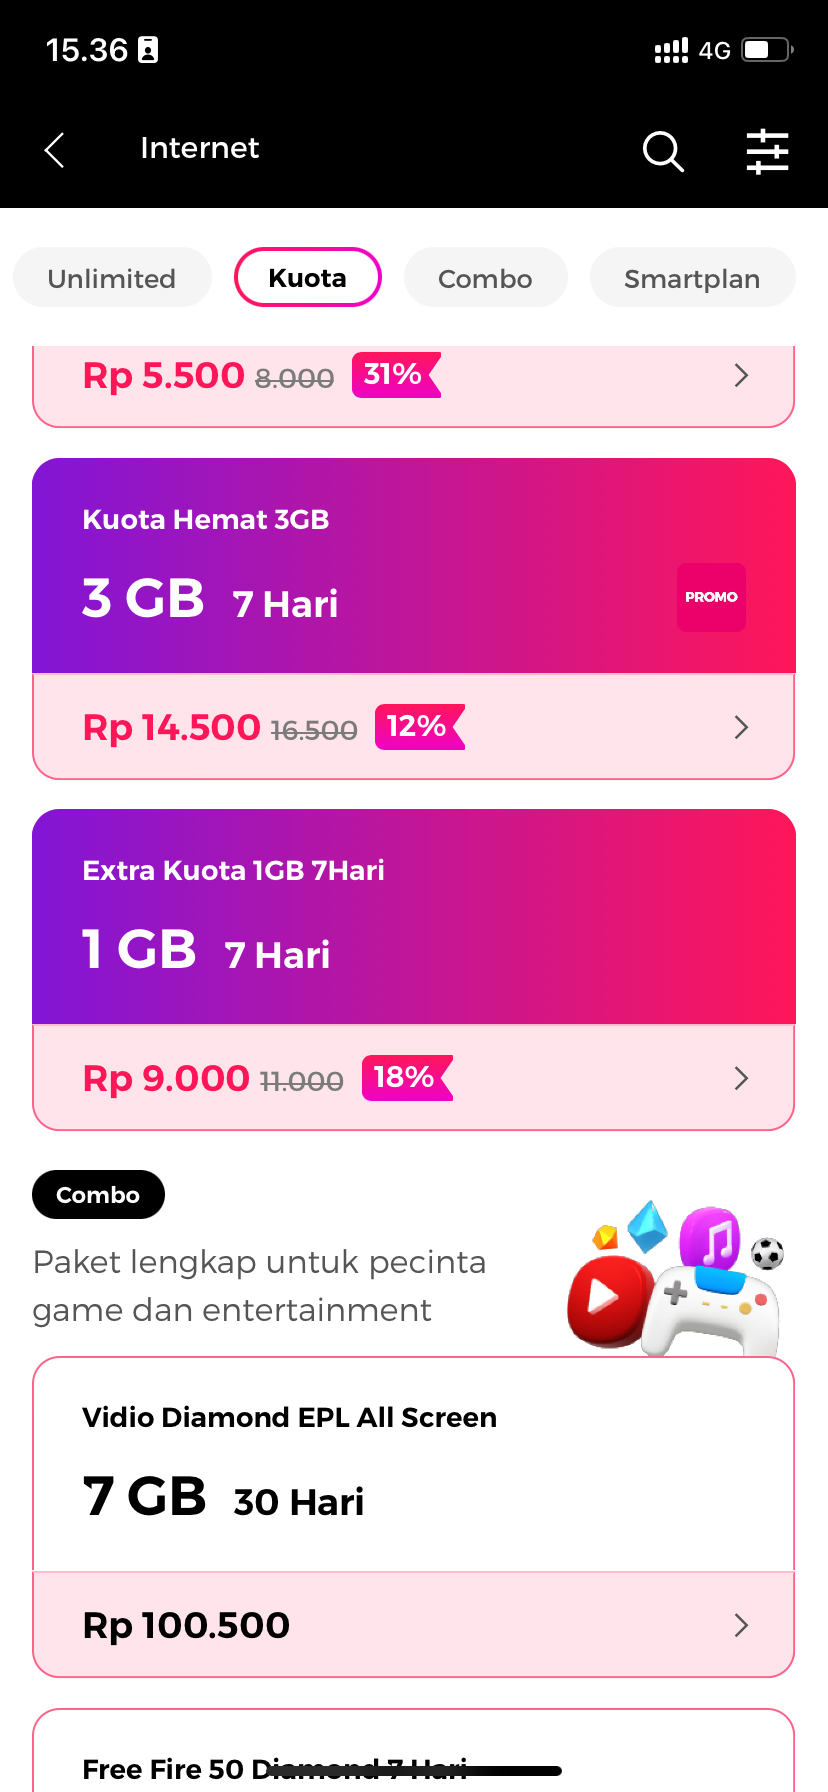 15.36
4G
Internet
Unlimited
Kuota
Combo
Smartplan
Rp 5.500 8.000 31%
Kuota Hemat 3GB
3 GB 7 Hari
PROMO
Rp 14.500 16.500 12%
Extra Kuota 1GB 7Hari
1 GB 7 Hari
Rp 9.000 11.000 18%
Combo
Paket lengkap untuk pecinta
game dan entertainment
Vidio Diamond EPL All Screen
7 GB 30 Hari
Rp 100.500
Free Fire 50 Diamond 7 Hari